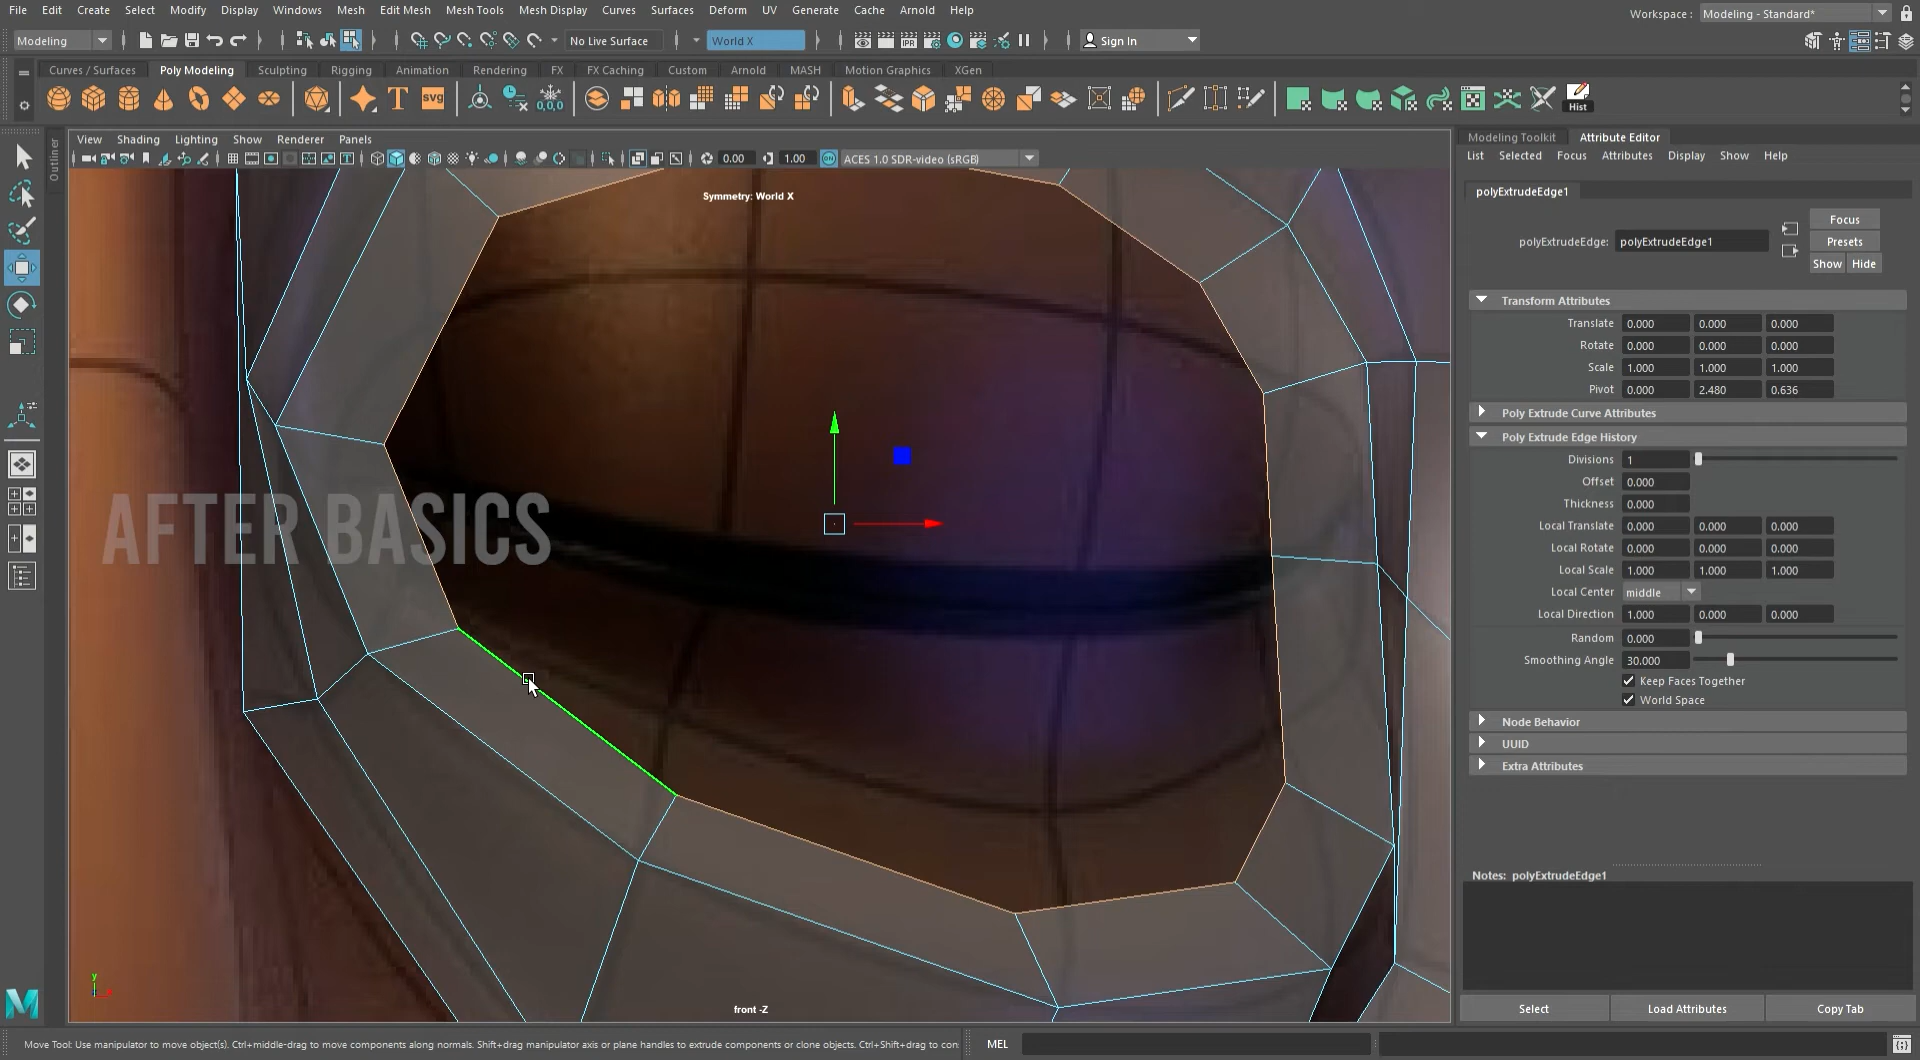 File Edit Create Select Modify Display Windows Mesh Edit Mesh Mesh Tools Mesh Display Curves Surfaces Deform UV Generate Cache Arnold Help
Workspace : Modeling - Standard*
Modeling
No Live Surface
World X
Sign In
Curves / Surfaces Poly Modeling Sculpting Rigging Animation Rendering FX FX Caching Custom Arnold MASH Motion Graphics XGen
T
SVG
0,0,0
Hist
Outliner
View Shading Lighting Show Renderer Panels
0.00
1.00
ON
ACES 1.0 SDR-video (sRGB)
Symmetry: World X
AFTER BASICS
front -Z
y
Modeling Toolkit Attribute Editor
List Selected Focus Attributes Display Show Help
polyExtrudeEdge1
polyExtrudeEdge: polyExtrudeEdge1
Focus
Presets
Show Hide
Transform Attributes
Translate 0.000 0.000 0.000
Rotate 0.000 0.000 0.000
Scale 1.000 1.000 1.000
Pivot 0.000 2.480 0.636
Poly Extrude Curve Attributes
Poly Extrude Edge History
Divisions 1
Offset 0.000
Thickness 0.000
Local Translate 0.000 0.000 0.000
Local Rotate 0.000 0.000 0.000
Local Scale 1.000 1.000 1.000
Local Center middle
Local Direction 1.000 0.000 0.000
Random 0.000
Smoothing Angle 30.000
Keep Faces Together
World Space
Node Behavior
UUID
Extra Attributes
Notes: polyExtrudeEdge1
Select Load Attributes Copy Tab
Move Tool: Use manipulator to move object(s). Ctrl+middle-drag to move components along normals. Shift+drag manipulator axis or plane handles to extrude components or clone objects. Ctrl+Shift+drag to con
MEL